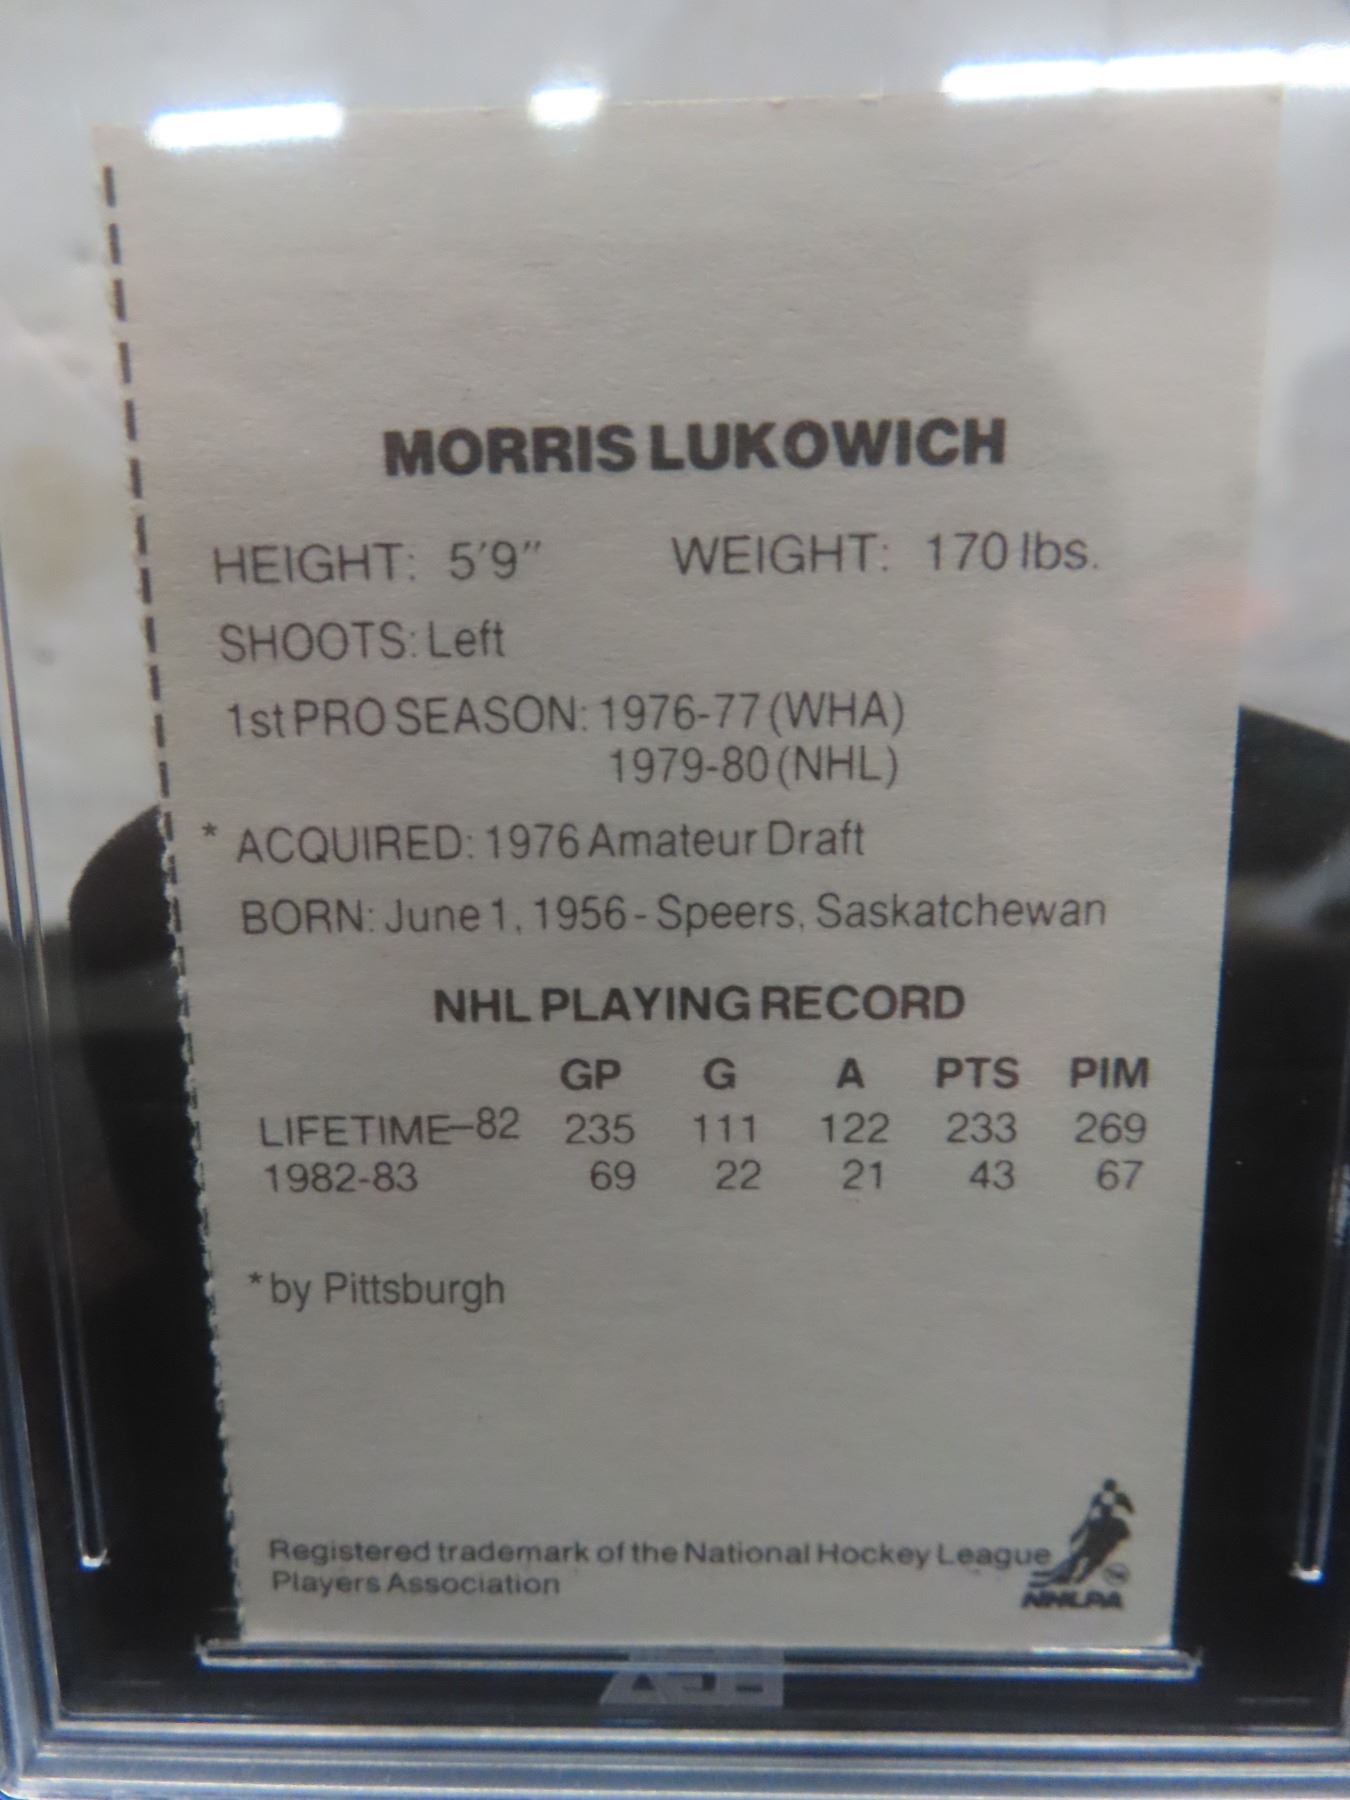 MORRIS LUKOWICH
HEIGHT: 5'9" WEIGHT: 170 lbs.
SHOOTS: Left
1st PRO SEASON: 1976-77 (WHA)
1979-80 (NHL)
* ACQUIRED: 1976 Amateur Draft
BORN: June 1, 1956 - Speers, Saskatchewan
NHL PLAYING RECORD
GP G A PTS PIM
LIFETIME–82 235 111 122 233 269
1982-83 69 22 21 43 67
* by Pittsburgh
Registered trademark of the National Hockey League
Players Association
NHLPA